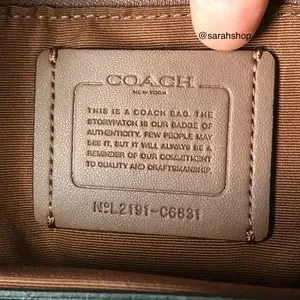 @sarahshop
COACH
NEW YORK
THIS IS A COACH BAG. THE
STORYPATCH IS OUR BADGE OF
AUTHENTICITY. FEW PEOPLE MAY
SEE IT, BUT IT WILL ALWAYS BE A
REMINDER OF OUR COMMITMENT
TO QUALITY AND CRAFTSMANSHIP
Nº.L2191-C6831